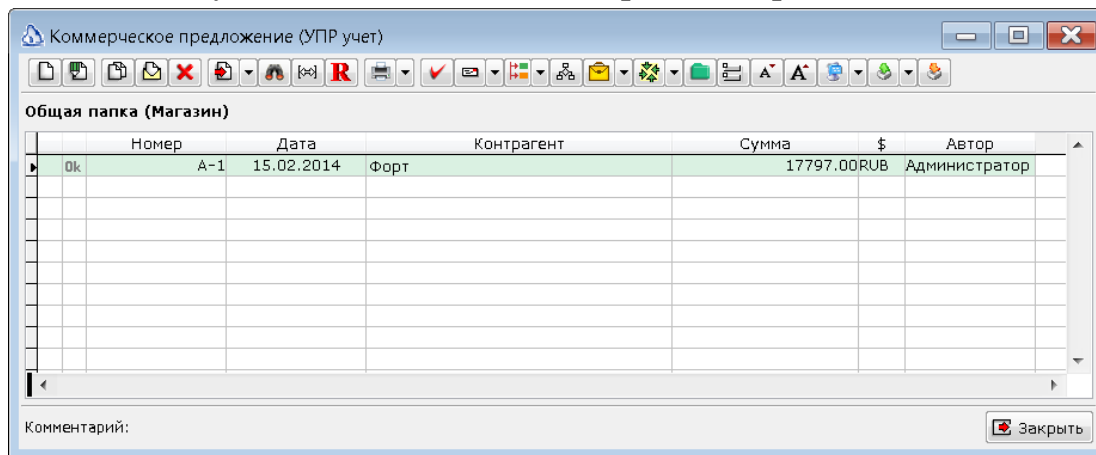 Коммерческое предложение (УПР учет)
R A A
Общая папка (Магазин)
Номер Дата Контрагент Сумма $ Автор
Ok А-1 15.02.2014 Форт 17797.00 RUB Администратор
Комментарий: Закрыть